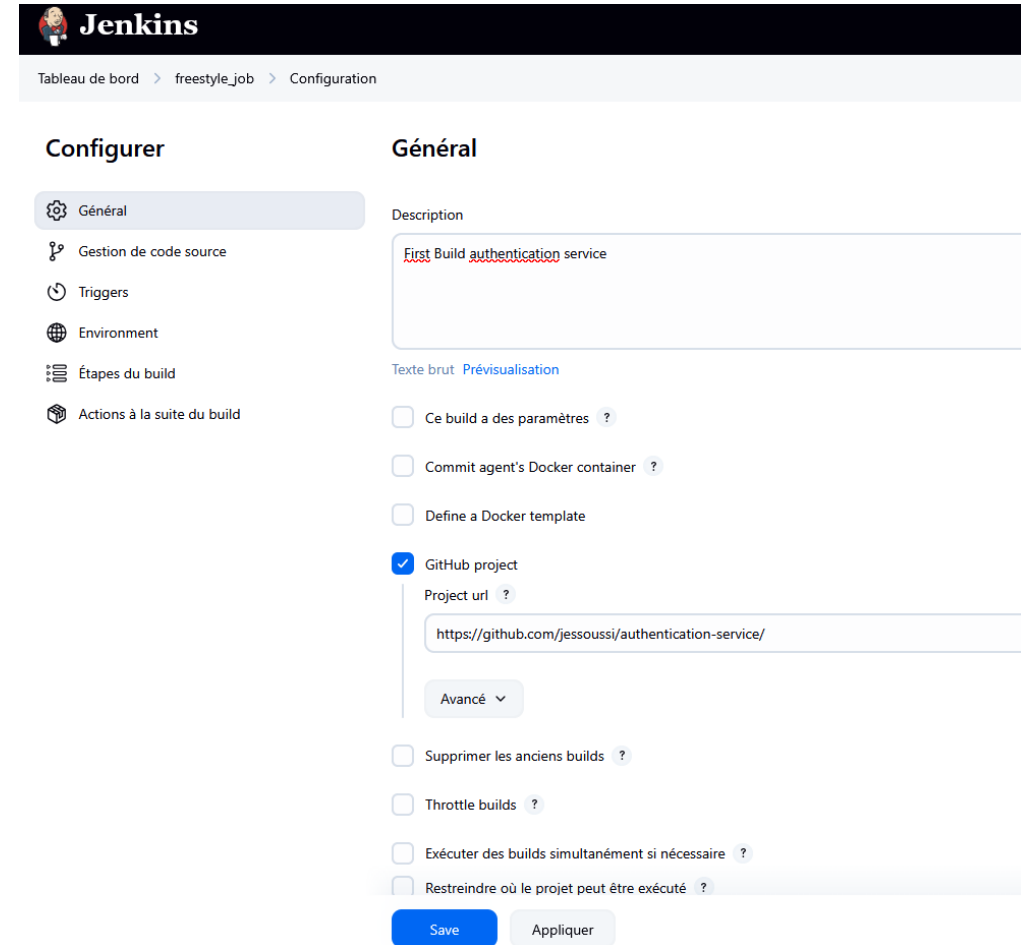 Jenkins
Tableau de bord > freestyle_job > Configuration
Configurer
Général
Gestion de code source
Triggers
Environment
Étapes du build
Actions à la suite du build
Général
Description
First Build authentication service
Texte brut Prévisualisation
Ce build a des paramètres ?
Commit agent's Docker container ?
Define a Docker template
GitHub project
Project url ?
https://github.com/jessoussi/authentication-service/
Avancé
Supprimer les anciens builds ?
Throttle builds ?
Exécuter des builds simultanément si nécessaire ?
Restreindre où le projet peut être exécuté ?
Save Appliquer